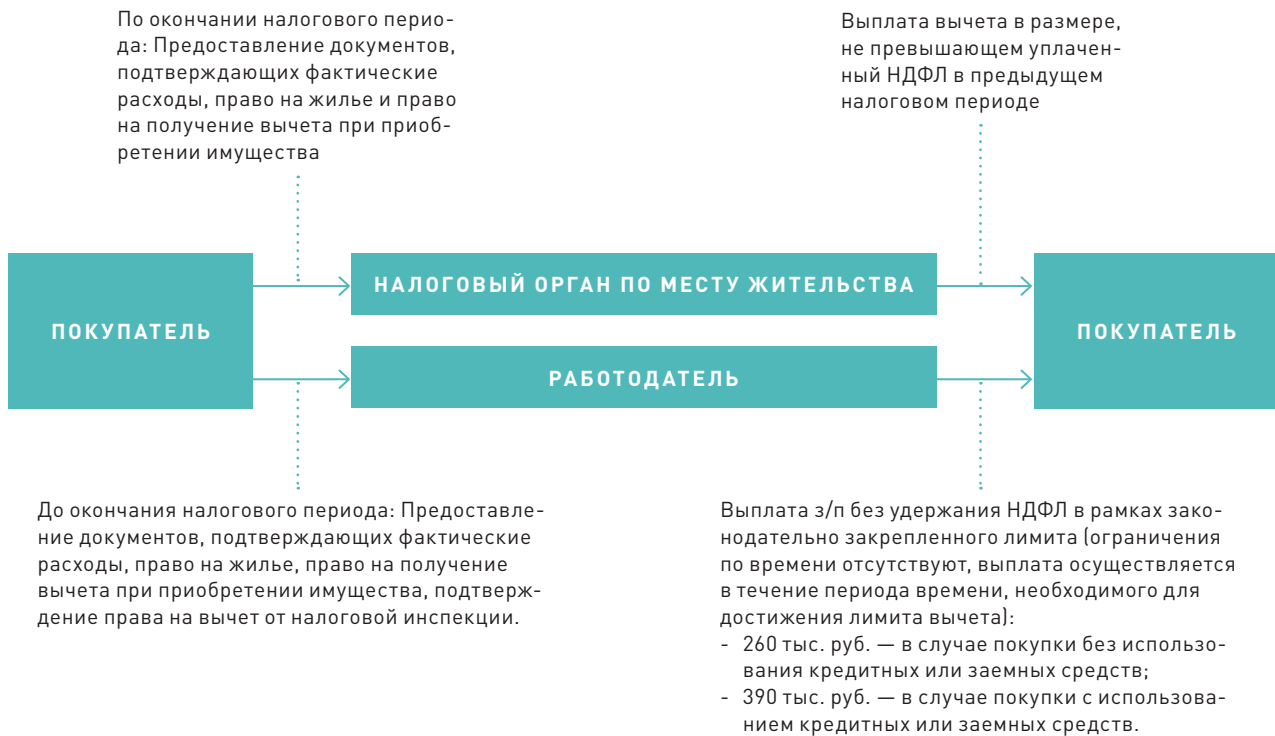 По окончании налогового перио-
да: Предоставление документов,
подтверждающих фактические
расходы, право на жилье и право
на получение вычета при приоб-
ретении имущества
Выплата вычета в размере,
не превышающем уплачен-
ный НДФЛ в предыдущем
налоговом периоде
ПОКУПАТЕЛЬ
НАЛОГОВЫЙ ОРГАН ПО МЕСТУ ЖИТЕЛЬСТВА
РАБОТОДАТЕЛЬ
ПОКУПАТЕЛЬ
До окончания налогового периода: Предоставле-
ние документов, подтверждающих фактические
расходы, право на жилье, право на получение
вычета при приобретении имущества, подтверж-
дение права на вычет от налоговой инспекции.
Выплата з/п без удержания НДФЛ в рамках зако-
нодательно закрепленного лимита (ограничения
по времени отсутствуют, выплата осуществляется
в течение периода времени, необходимого для
достижения лимита вычета):
- 260 тыс. руб. — в случае покупки без использо-
вания кредитных или заемных средств;
- 390 тыс. руб. — в случае покупки с использова-
нием кредитных или заемных средств.